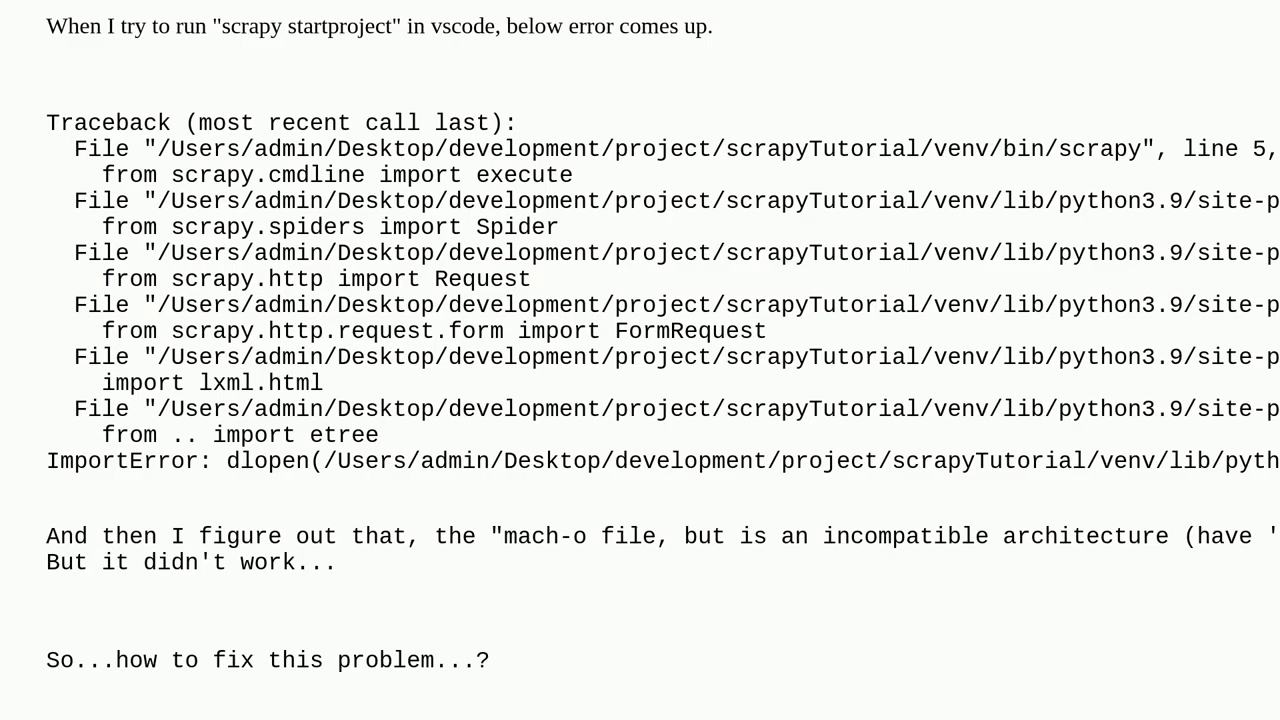 When I try to run "scrapy startproject" in vscode, below error comes up.
Traceback (most recent call last):
File "/Users/admin/Desktop/development/project/scrapyTutorial/venv/bin/scrapy", line 5,
from scrapy.cmdline import execute
File "/Users/admin/Desktop/development/project/scrapyTutorial/venv/lib/python3.9/site-p
from scrapy.spiders import Spider
File "/Users/admin/Desktop/development/project/scrapyTutorial/venv/lib/python3.9/site-p
from scrapy.http import Request
File "/Users/admin/Desktop/development/project/scrapyTutorial/venv/lib/python3.9/site-p
from scrapy.http.request.form import FormRequest
File "/Users/admin/Desktop/development/project/scrapyTutorial/venv/lib/python3.9/site-p
import lxml.html
File "/Users/admin/Desktop/development/project/scrapyTutorial/venv/lib/python3.9/site-p
from .. import etree
ImportError: dlopen(/Users/admin/Desktop/development/project/scrapyTutorial/venv/lib/pyth
And then I figure out that, the "mach-o file, but is an incompatible architecture (have '
But it didn't work...
So...how to fix this problem...?